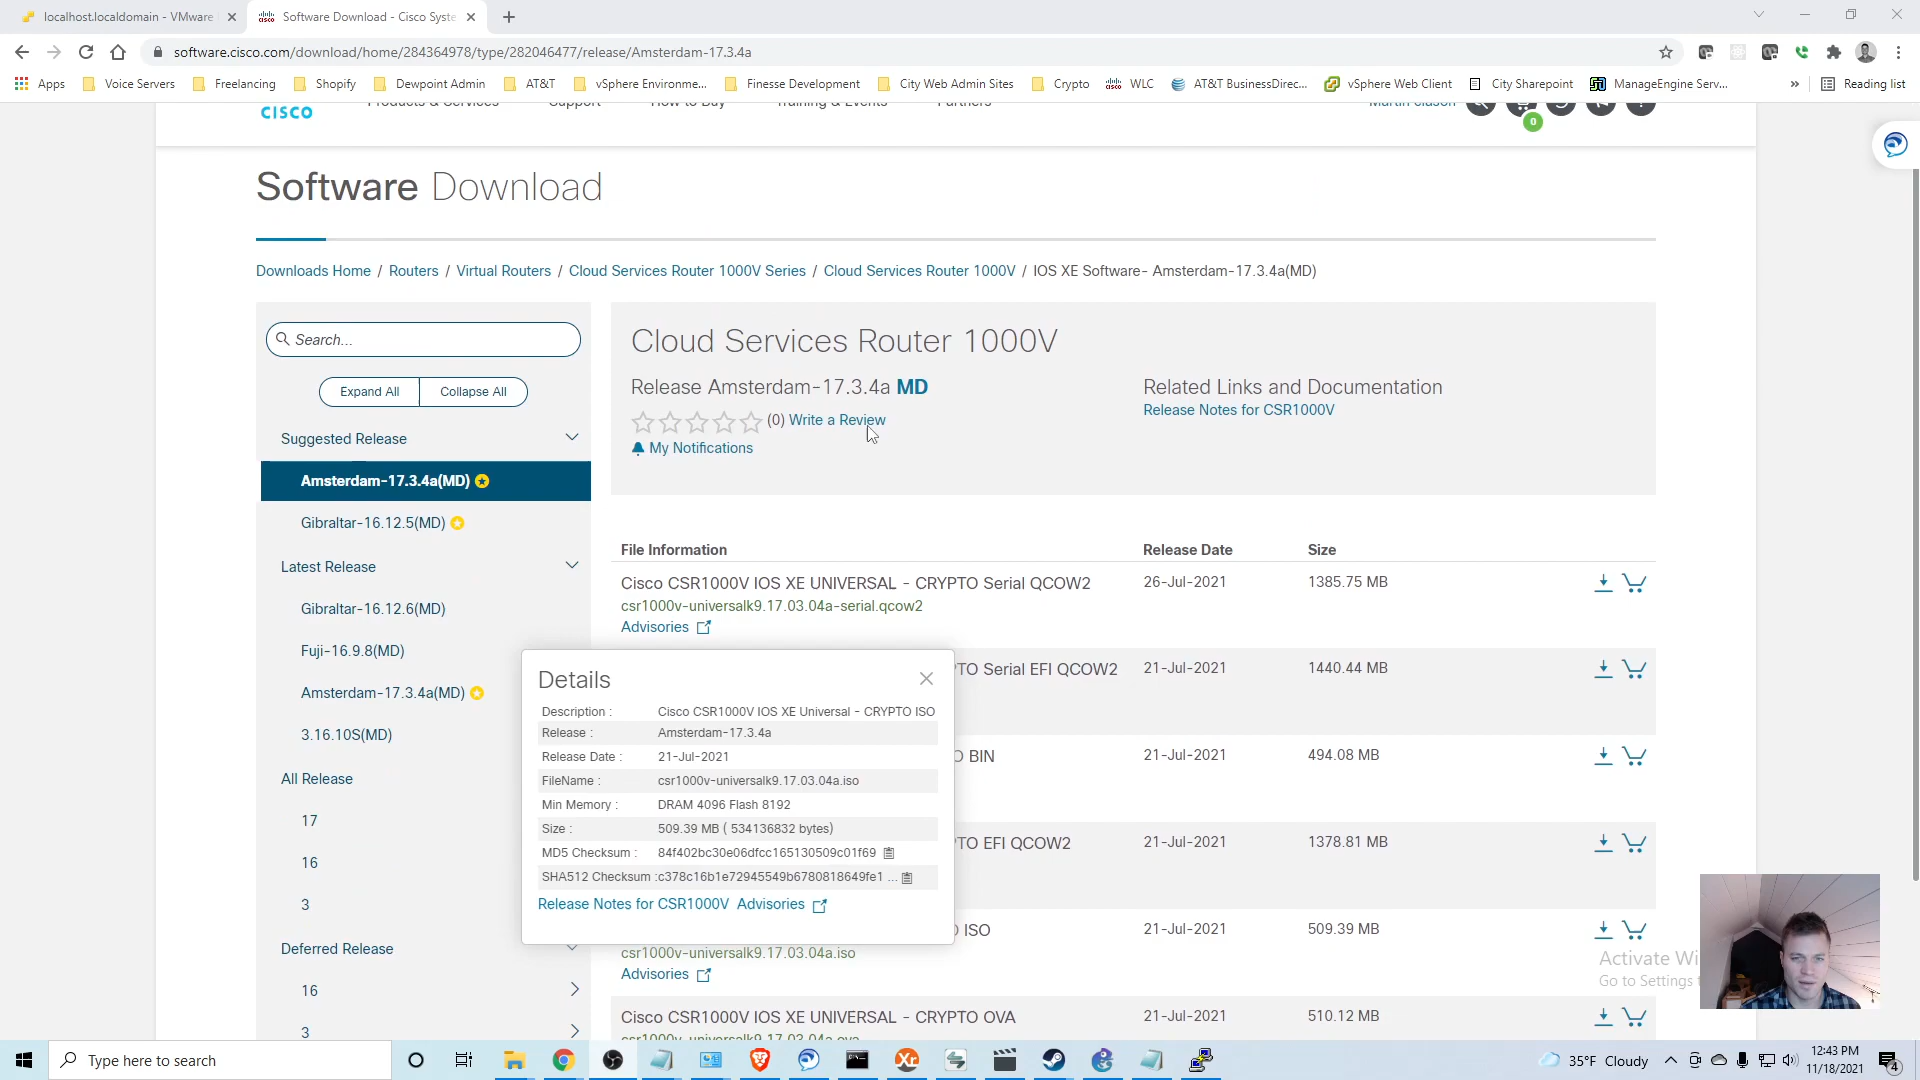 localhost.localdomain - VMware
Software Download - Cisco Syste
software.cisco.com/download/home/284364978/type/282046477/release/Amsterdam-17.3.4a
Apps
Voice Servers
Freelancing
Shopify
Dewpoint Admin
AT&T
vSphere Environme...
Finesse Development
City Web Admin Sites
Crypto
WLC
AT&T BusinessDirec...
vSphere Web Client
City Sharepoint
ManageEngine Serv...
»
Reading list
CISCO
Products & Services
Support
How to Buy
Training & Events
Partners
0
Software Download
Downloads Home / Routers / Virtual Routers / Cloud Services Router 1000V Series / Cloud Services Router 1000V / IOS XE Software- Amsterdam-17.3.4a(MD)
Search...
Expand All
Collapse All
Suggested Release
Amsterdam-17.3.4a(MD)
Gibraltar-16.12.5(MD)
Latest Release
Gibraltar-16.12.6(MD)
Fuji-16.9.8(MD)
Amsterdam-17.3.4a(MD)
3.16.10S(MD)
All Release
17
16
3
Deferred Release
16
3
Cloud Services Router 1000V
Release Amsterdam-17.3.4a MD
(0) Write a Review
My Notifications
Related Links and Documentation
Release Notes for CSR1000V
File Information
Release Date
Size
Cisco CSR1000V IOS XE UNIVERSAL - CRYPTO Serial QCOW2
26-Jul-2021
1385.75 MB
csr1000v-universalk9.17.03.04a-serial.qcow2
Advisories
TO Serial EFI QCOW2
21-Jul-2021
1440.44 MB
O BIN
21-Jul-2021
494.08 MB
TO EFI QCOW2
21-Jul-2021
1378.81 MB
O ISO
21-Jul-2021
509.39 MB
csr1000v-universalk9.17.03.04a.iso
Advisories
Cisco CSR1000V IOS XE UNIVERSAL - CRYPTO OVA
21-Jul-2021
510.12 MB
Details
Description : Cisco CSR1000V IOS XE Universal - CRYPTO ISO
Release : Amsterdam-17.3.4a
Release Date : 21-Jul-2021
FileName : csr1000v-universalk9.17.03.04a.iso
Min Memory : DRAM 4096 Flash 8192
Size : 509.39 MB ( 534136832 bytes)
MD5 Checksum : 84f402bc30e06dfcc165130509c01f69
SHA512 Checksum :c378c16b1e72945549b6780818649fe1 ...
Release Notes for CSR1000V Advisories
Activate Wi
Go to Settings
Type here to search
Xr
35°F Cloudy
12:43 PM
11/18/2021
4